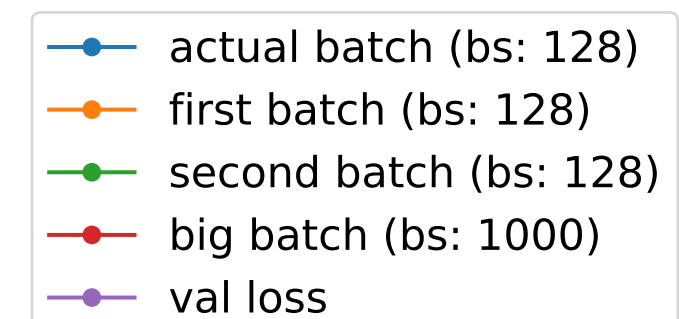 actual batch (bs: 128)
first batch (bs: 128)
second batch (bs: 128)
big batch (bs: 1000)
val loss